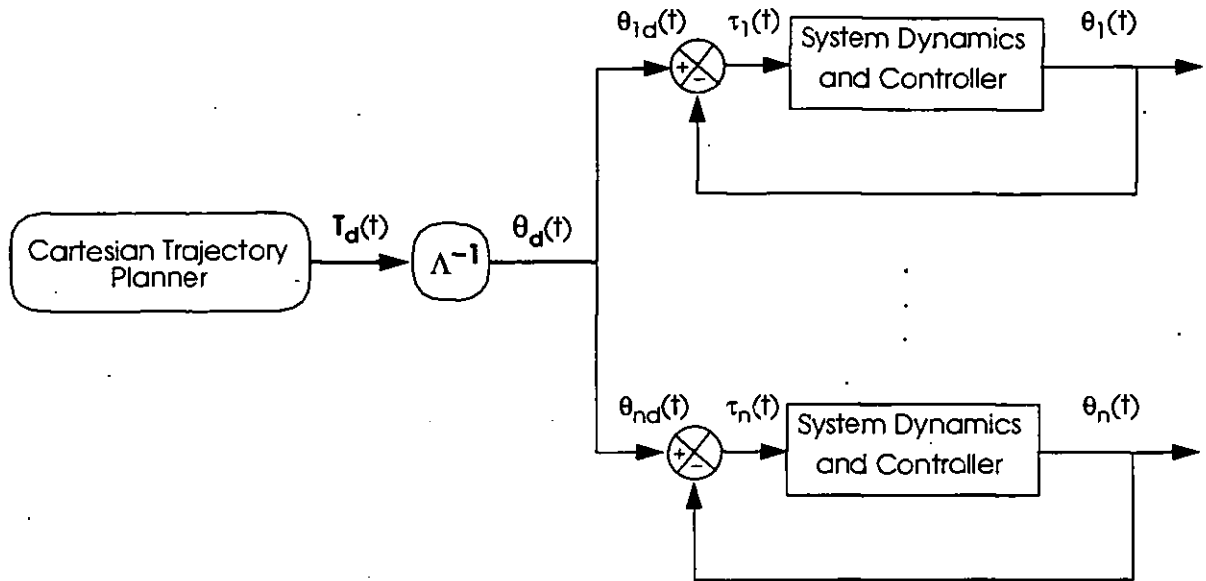 θ1d(t)
τ1(t)
System Dynamics
and Controller
θ1(t)
+
−
Cartesian Trajectory
Planner
Td(t)
Λ−1
θd(t)
θnd(t)
τn(t)
System Dynamics
and Controller
θn(t)
+
−